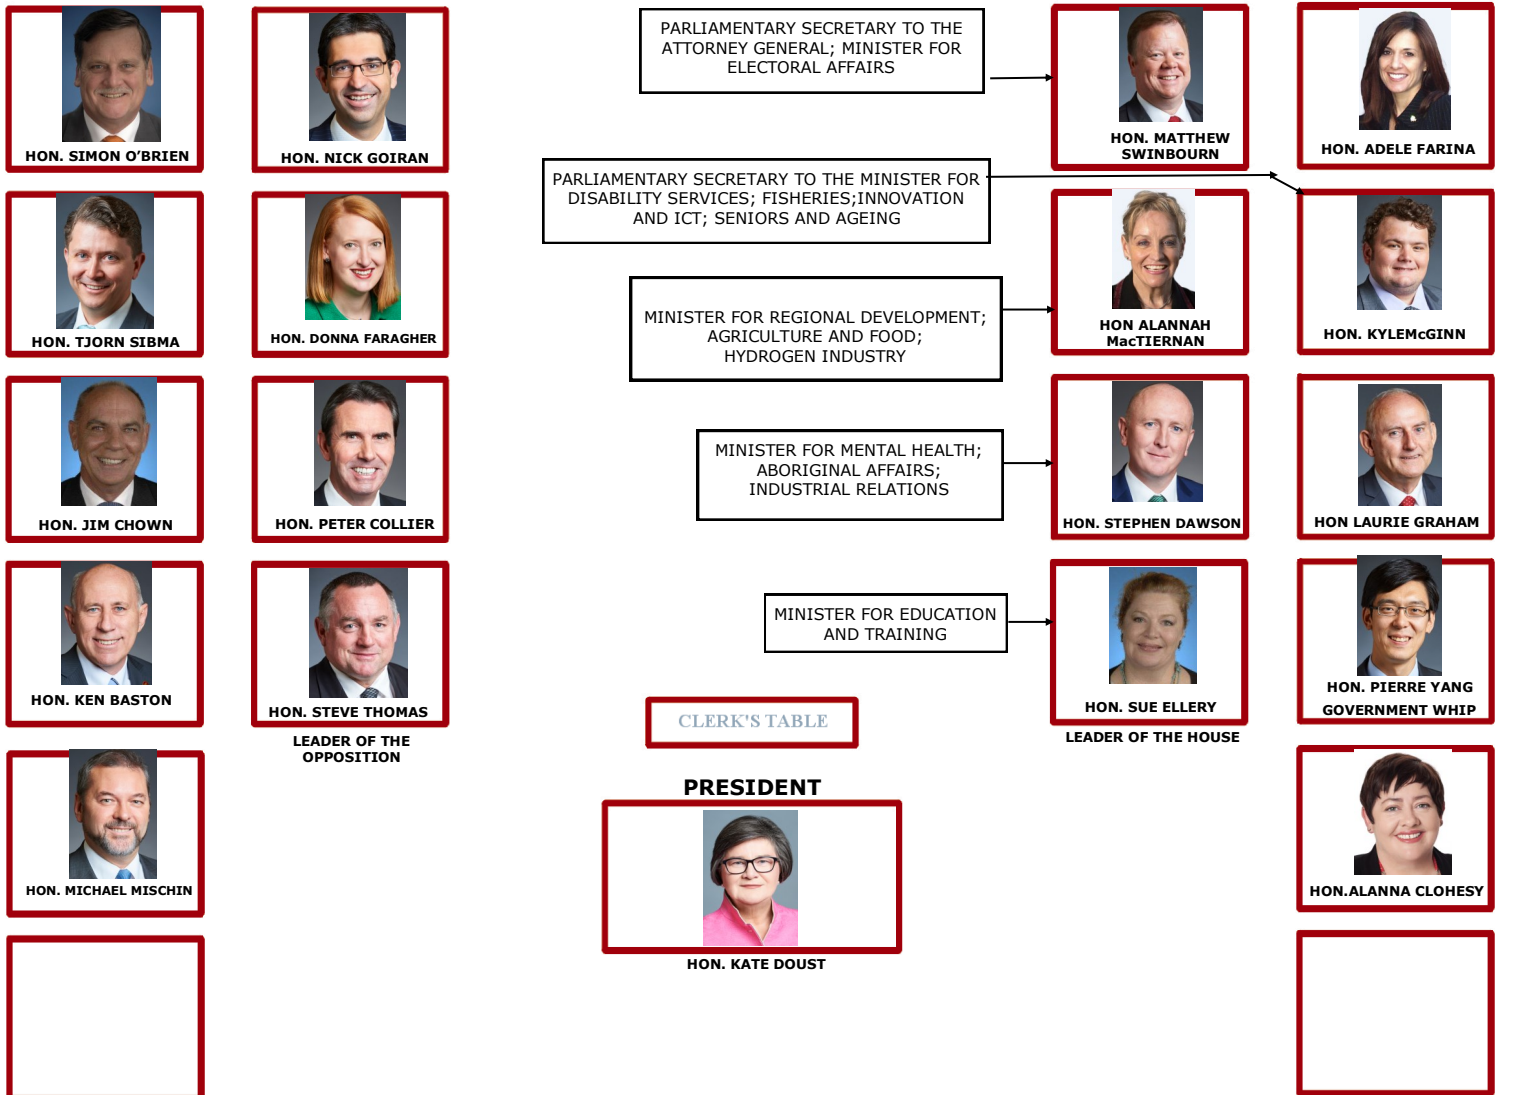 PARLIAMENTARY SECRETARY TO THE
ATTORNEY GENERAL; MINISTER FOR
ELECTORAL AFFAIRS
HON. SIMON O’BRIEN
HON. NICK GOIRAN
HON. MATTHEW
SWINBOURN
HON. ADELE FARINA
PARLIAMENTARY SECRETARY TO THE MINISTER FOR
DISABILITY SERVICES; FISHERIES;INNOVATION
AND ICT; SENIORS AND AGEING
HON. TJORN SIBMA
HON. DONNA FARAGHER
MINISTER FOR REGIONAL DEVELOPMENT;
AGRICULTURE AND FOOD;
HYDROGEN INDUSTRY
HON ALANNAH
MacTIERNAN
HON. KYLEMcGINN
HON. JIM CHOWN
HON. PETER COLLIER
MINISTER FOR MENTAL HEALTH;
ABORIGINAL AFFAIRS;
INDUSTRIAL RELATIONS
HON. STEPHEN DAWSON
HON LAURIE GRAHAM
HON. KEN BASTON
HON. STEVE THOMAS
LEADER OF THE
OPPOSITION
MINISTER FOR EDUCATION
AND TRAINING
HON. SUE ELLERY
LEADER OF THE HOUSE
HON. PIERRE YANG
GOVERNMENT WHIP
CLERK'S TABLE
PRESIDENT
HON. MICHAEL MISCHIN
HON. KATE DOUST
HON.ALANNA CLOHESY